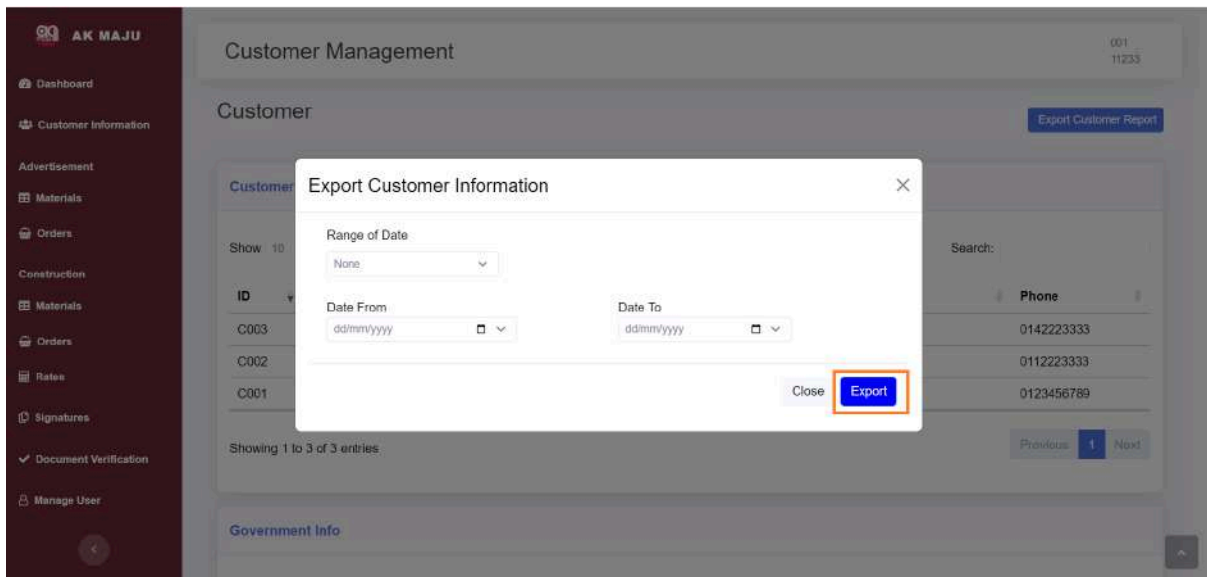 AK MAJU
Dashboard
Customer Information
Advertisement
Materials
Orders
Construction
Materials
Orders
Rates
Signatures
Document Verification
Manage User
Customer Management
001
11233
Customer
Export Customer Report
Customer
Show 10
Search:
ID
Phone
C003
0142223333
C002
0112223333
C001
0123456789
Showing 1 to 3 of 3 entries
Previous 1 Next
Government Info
Export Customer Information
Range of Date
None
Date From
Date To
dd/mm/yyyy
dd/mm/yyyy
Close
Export